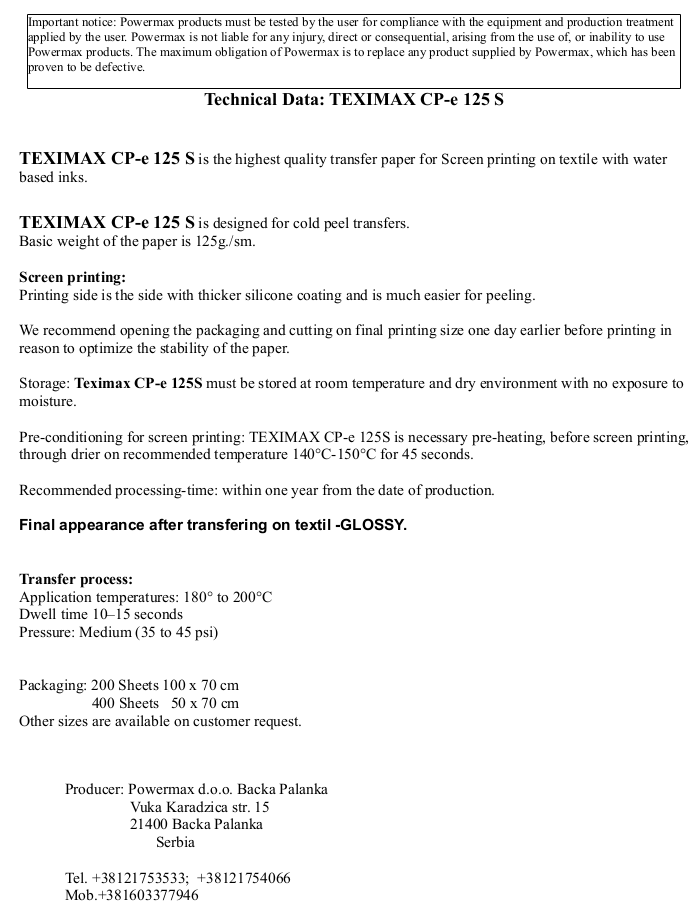 Important notice: Powermax products must be tested by the user for compliance with the equipment and production treatment
applied by the user. Powermax is not liable for any injury, direct or consequential, arising from the use of, or inability to use
Powermax products. The maximum obligation of Powermax is to replace any product supplied by Powermax, which has been
proven to be defective.
Technical Data: TEXIMAX CP-e 125 S
TEXIMAX CP-e 125 S is the highest quality transfer paper for Screen printing on textile with water
based inks.
TEXIMAX CP-e 125 S is designed for cold peel transfers.
Basic weight of the paper is 125g./sm.
Screen printing:
Printing side is the side with thicker silicone coating and is much easier for peeling.
We recommend opening the packaging and cutting on final printing size one day earlier before printing in
reason to optimize the stability of the paper.
Storage: Teximax CP-e 125S must be stored at room temperature and dry environment with no exposure to
moisture.
Pre-conditioning for screen printing: TEXIMAX CP-e 125S is necessary pre-heating, before screen printing,
through drier on recommended temperature 140°C-150°C for 45 seconds.
Recommended processing-time: within one year from the date of production.
Final appearance after transfering on textil -GLOSSY.
Transfer process:
Application temperatures: 180° to 200°C
Dwell time 10–15 seconds
Pressure: Medium (35 to 45 psi)
Packaging: 200 Sheets 100 x 70 cm
400 Sheets 50 x 70 cm
Other sizes are available on customer request.
Producer: Powermax d.o.o. Backa Palanka
Vuka Karadzica str. 15
21400 Backa Palanka
Serbia
Tel. +38121753533; +38121754066
Mob.+381603377946